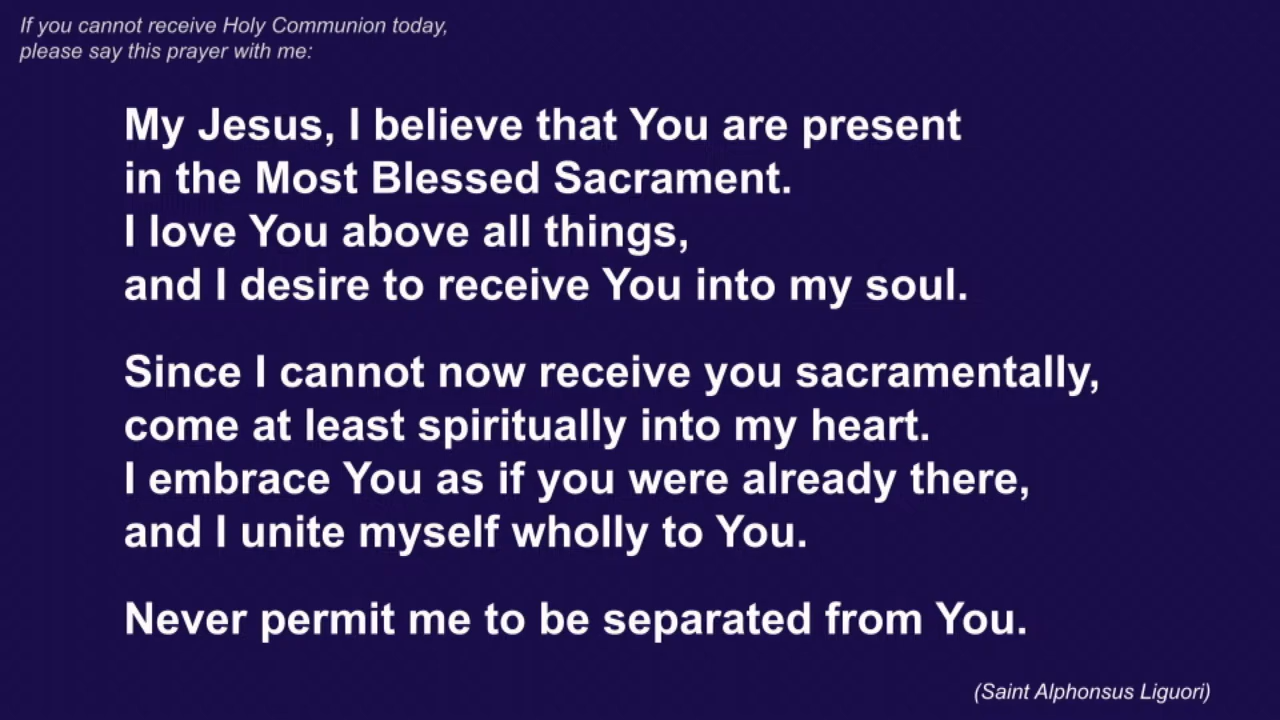 If you cannot receive Holy Communion today,
please say this prayer with me:
My Jesus, I believe that You are present
in the Most Blessed Sacrament.
I love You above all things,
and I desire to receive You into my soul.
Since I cannot now receive you sacramentally,
come at least spiritually into my heart.
I embrace You as if you were already there,
and I unite myself wholly to You.
Never permit me to be separated from You.
(Saint Alphonsus Liguori)